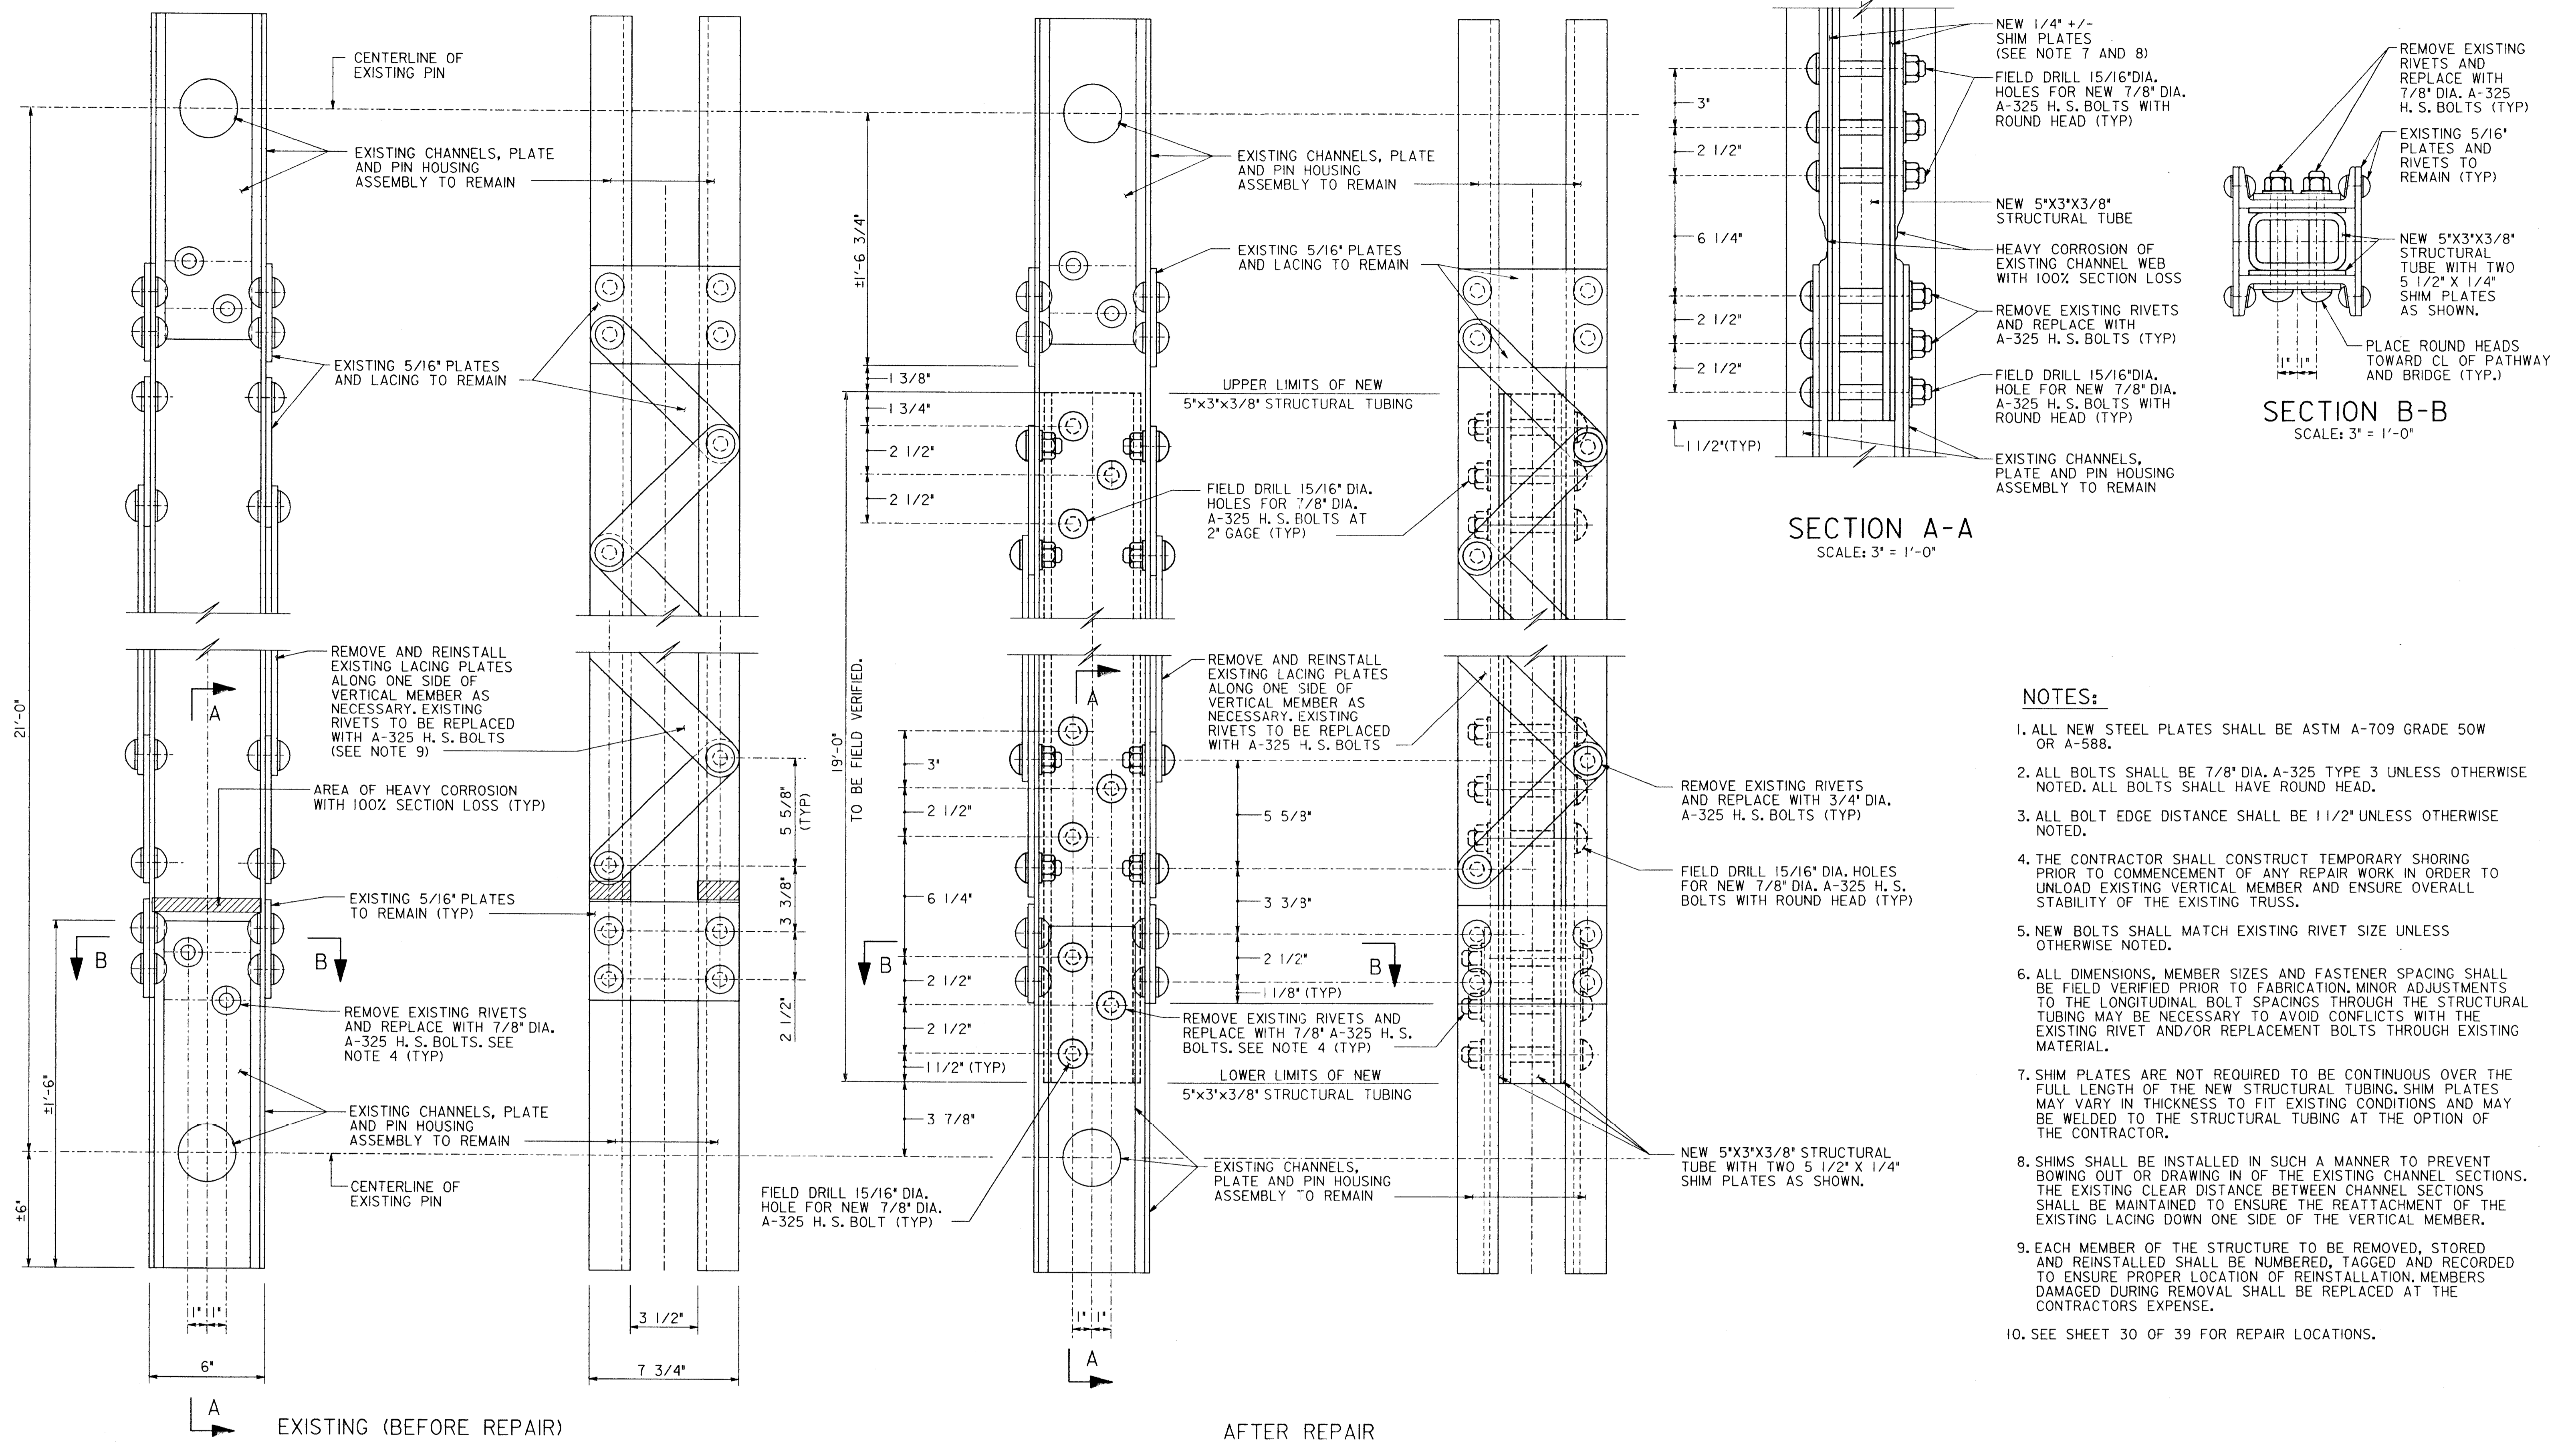 CENTERLINE OF
EXISTING PIN
EXISTING CHANNELS, PLATE
AND PIN HOUSING
ASSEMBLY TO REMAIN
EXISTING 5/16" PLATES
AND LACING TO REMAIN
21'-0"
REMOVE AND REINSTALL
EXISTING LACING PLATES
ALONG ONE SIDE OF
VERTICAL MEMBER AS
NECESSARY. EXISTING
RIVETS TO BE REPLACED
WITH A-325 H. S. BOLTS
(SEE NOTE 9)
A
AREA OF HEAVY CORROSION
WITH 100% SECTION LOSS (TYP)
5 5/8"
(TYP)
EXISTING 5/16" PLATES
TO REMAIN (TYP)
3 3/8"
B
B
2 1/2"
REMOVE EXISTING RIVETS
AND REPLACE WITH 7/8" DIA.
A-325 H. S. BOLTS. SEE
NOTE 4 (TYP)
±1'-6"
EXISTING CHANNELS, PLATE
AND PIN HOUSING
ASSEMBLY TO REMAIN
CENTERLINE OF
EXISTING PIN
±6"
1" 1"
6"
3 1/2"
7 3/4"
A
EXISTING (BEFORE REPAIR)
EXISTING CHANNELS, PLATE
AND PIN HOUSING
ASSEMBLY TO REMAIN
±1'-6 3/4"
EXISTING 5/16" PLATES
AND LACING TO REMAIN
1 3/8"
UPPER LIMITS OF NEW
5"x3"x3/8" STRUCTURAL TUBING
1 3/4"
2 1/2"
2 1/2"
FIELD DRILL 15/16" DIA.
HOLES FOR 7/8" DIA.
A-325 H. S. BOLTS AT
2" GAGE (TYP)
19'-0"
TO BE FIELD VERIFIED.
REMOVE AND REINSTALL
EXISTING LACING PLATES
ALONG ONE SIDE OF
VERTICAL MEMBER AS
NECESSARY. EXISTING
RIVETS TO BE REPLACED
WITH A-325 H. S. BOLTS
A
3"
2 1/2"
6 1/4"
2 1/2"
2 1/2"
1 1/2" (TYP)
3 7/8"
5 5/8"
3 3/8"
2 1/2"
1 1/8" (TYP)
B
B
REMOVE EXISTING RIVETS
AND REPLACE WITH 3/4" DIA.
A-325 H. S. BOLTS (TYP)
FIELD DRILL 15/16" DIA. HOLES
FOR NEW 7/8" DIA. A-325 H. S.
BOLTS WITH ROUND HEAD (TYP)
REMOVE EXISTING RIVETS AND
REPLACE WITH 7/8" A-325 H. S.
BOLTS. SEE NOTE 4 (TYP)
LOWER LIMITS OF NEW
5"x3"x3/8" STRUCTURAL TUBING
NEW 5"X3"X3/8" STRUCTURAL
TUBE WITH TWO 5 1/2" X 1/4"
SHIM PLATES AS SHOWN.
EXISTING CHANNELS,
PLATE AND PIN HOUSING
ASSEMBLY TO REMAIN
FIELD DRILL 15/16" DIA.
HOLE FOR NEW 7/8" DIA.
A-325 H. S. BOLT (TYP)
1" 1"
A
AFTER REPAIR
NEW 1/4" +/-
SHIM PLATES
(SEE NOTE 7 AND 8)
FIELD DRILL 15/16"DIA.
HOLES FOR NEW 7/8" DIA.
A-325 H. S. BOLTS WITH
ROUND HEAD (TYP)
3"
2 1/2"
6 1/4"
2 1/2"
2 1/2"
1 1/2"(TYP)
NEW 5"X3"X3/8"
STRUCTURAL TUBE
HEAVY CORROSION OF
EXISTING CHANNEL WEB
WITH 100% SECTION LOSS
REMOVE EXISTING RIVETS
AND REPLACE WITH
A-325 H. S. BOLTS (TYP)
FIELD DRILL 15/16"DIA.
HOLE FOR NEW 7/8" DIA.
A-325 H. S. BOLTS WITH
ROUND HEAD (TYP)
EXISTING CHANNELS,
PLATE AND PIN HOUSING
ASSEMBLY TO REMAIN
SECTION A-A
SCALE: 3" = 1'-0"
REMOVE EXISTING
RIVETS AND
REPLACE WITH
7/8" DIA. A-325
H. S. BOLTS (TYP)
EXISTING 5/16"
PLATES AND
RIVETS TO
REMAIN (TYP)
NEW 5"X3"X3/8"
STRUCTURAL
TUBE WITH TWO
5 1/2" X 1/4"
SHIM PLATES
AS SHOWN.
PLACE ROUND HEADS
TOWARD CL OF PATHWAY
AND BRIDGE (TYP.)
1" 1"
SECTION B-B
SCALE: 3" = 1'-0"
NOTES:
1. ALL NEW STEEL PLATES SHALL BE ASTM A-709 GRADE 50W
OR A-588.
2. ALL BOLTS SHALL BE 7/8" DIA. A-325 TYPE 3 UNLESS OTHERWISE
NOTED. ALL BOLTS SHALL HAVE ROUND HEAD.
3. ALL BOLT EDGE DISTANCE SHALL BE 1 1/2" UNLESS OTHERWISE
NOTED.
4. THE CONTRACTOR SHALL CONSTRUCT TEMPORARY SHORING
PRIOR TO COMMENCEMENT OF ANY REPAIR WORK IN ORDER TO
UNLOAD EXISTING VERTICAL MEMBER AND ENSURE OVERALL
STABILITY OF THE EXISTING TRUSS.
5. NEW BOLTS SHALL MATCH EXISTING RIVET SIZE UNLESS
OTHERWISE NOTED.
6. ALL DIMENSIONS, MEMBER SIZES AND FASTENER SPACING SHALL
BE FIELD VERIFIED PRIOR TO FABRICATION. MINOR ADJUSTMENTS
TO THE LONGITUDINAL BOLT SPACINGS THROUGH THE STRUCTURAL
TUBING MAY BE NECESSARY TO AVOID CONFLICTS WITH THE
EXISTING RIVET AND/OR REPLACEMENT BOLTS THROUGH EXISTING
MATERIAL.
7. SHIM PLATES ARE NOT REQUIRED TO BE CONTINUOUS OVER THE
FULL LENGTH OF THE NEW STRUCTURAL TUBING. SHIM PLATES
MAY VARY IN THICKNESS TO FIT EXISTING CONDITIONS AND MAY
BE WELDED TO THE STRUCTURAL TUBING AT THE OPTION OF
THE CONTRACTOR.
8. SHIMS SHALL BE INSTALLED IN SUCH A MANNER TO PREVENT
BOWING OUT OR DRAWING IN OF THE EXISTING CHANNEL SECTIONS.
THE EXISTING CLEAR DISTANCE BETWEEN CHANNEL SECTIONS
SHALL BE MAINTAINED TO ENSURE THE REATTACHMENT OF THE
EXISTING LACING DOWN ONE SIDE OF THE VERTICAL MEMBER.
9. EACH MEMBER OF THE STRUCTURE TO BE REMOVED, STORED
AND REINSTALLED SHALL BE NUMBERED, TAGGED AND RECORDED
TO ENSURE PROPER LOCATION OF REINSTALLATION. MEMBERS
DAMAGED DURING REMOVAL SHALL BE REPLACED AT THE
CONTRACTORS EXPENSE.
10. SEE SHEET 30 OF 39 FOR REPAIR LOCATIONS.